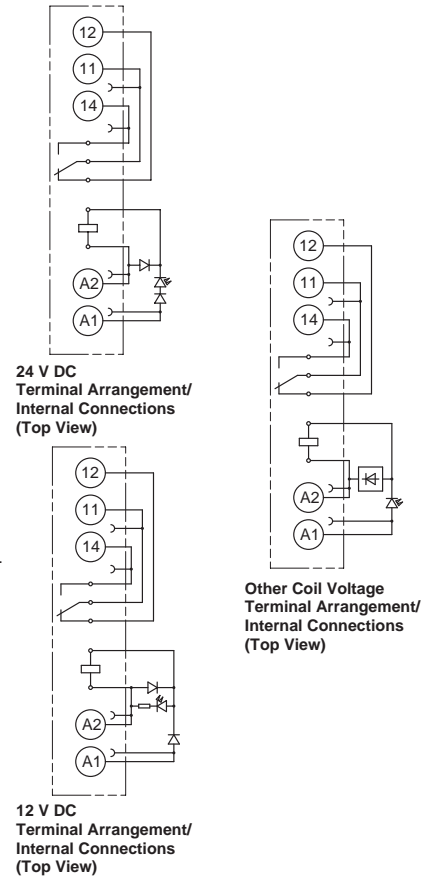 12
11
14
A2
A1
24 V DC
Terminal Arrangement/
Internal Connections
(Top View)
12
11
14
A2
A1
12 V DC
Terminal Arrangement/
Internal Connections
(Top View)
12
11
14
A2
A1
Other Coil Voltage
Terminal Arrangement/
Internal Connections
(Top View)